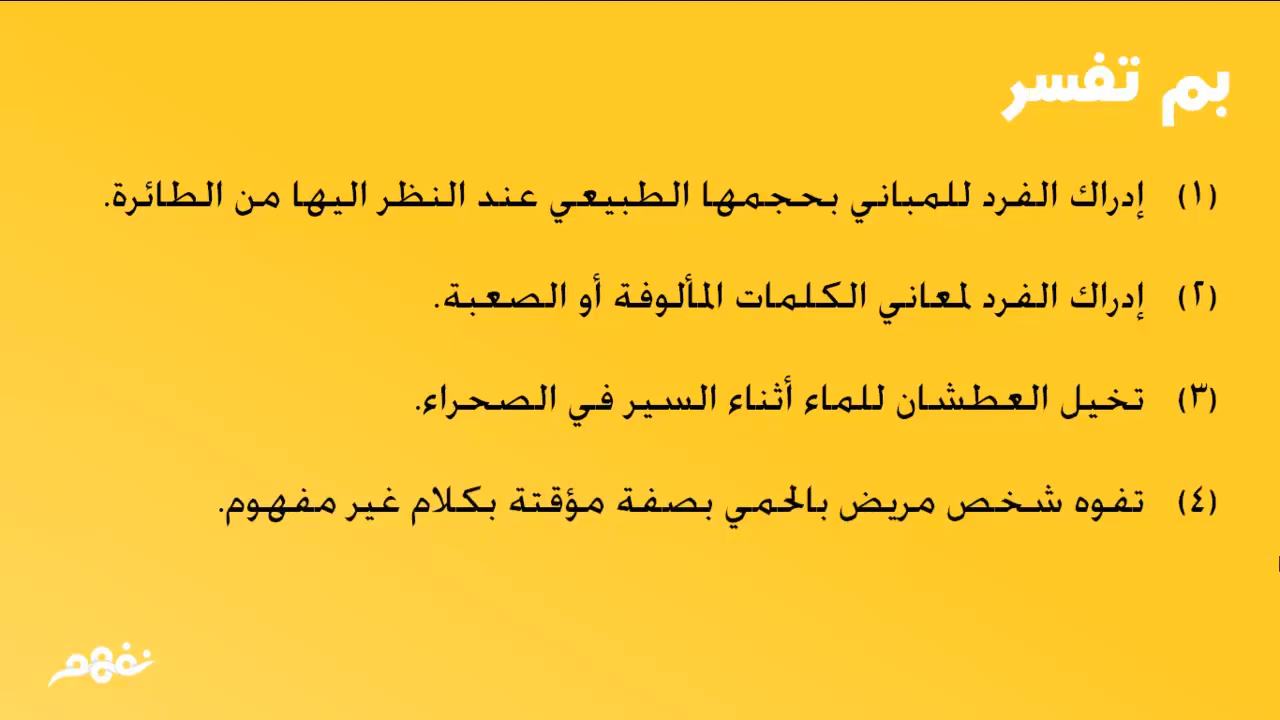 بم تفسر
(١) إدراك الفرد للمباني بحجمها الطبيعي عند النظر اليها من الطائرة.
(٢) إدراك الفرد لمعاني الكلمات المألوفة أو الصعبة.
(٣) تخيل العطشان للماء أثناء السير في الصحراء.
(٤) تفوه شخص مريض بالحمي بصفة مؤقتة بكلام غير مفهوم.
نفهم